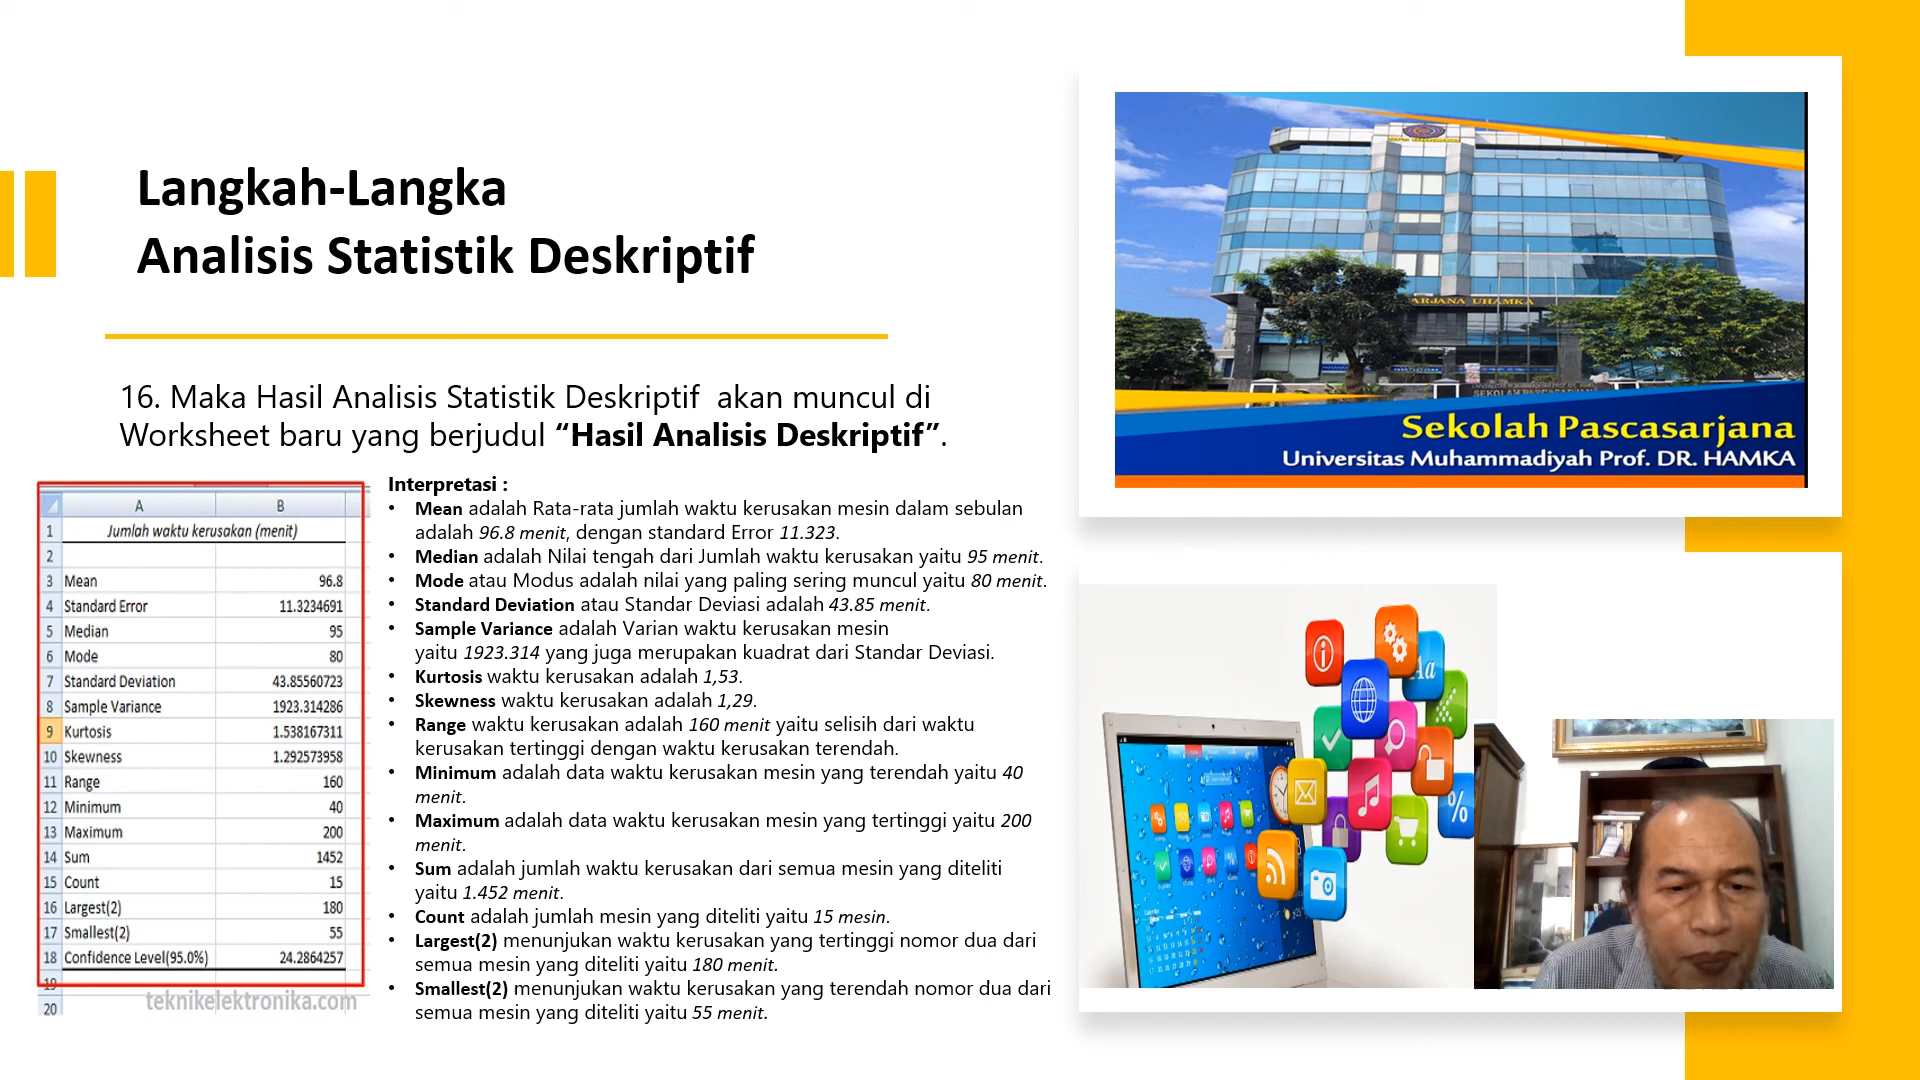 Langkah-Langka
Analisis Statistik Deskriptif
16. Maka Hasil Analisis Statistik Deskriptif akan muncul di
Worksheet baru yang berjudul “Hasil Analisis Deskriptif”.
A B
1 Jumlah waktu kerusakan (menit)
2
3 Mean 96.8
4 Standard Error 11.3234691
5 Median 95
6 Mode 80
7 Standard Deviation 43.85560723
8 Sample Variance 1923.314286
9 Kurtosis 1.538167311
10 Skewness 1.292573958
11 Range 160
12 Minimum 40
13 Maximum 200
14 Sum 1452
15 Count 15
16 Largest(2) 180
17 Smallest(2) 55
18 Confidence Level(95.0%) 24.2864257
19
20 teknikelektronika.com
Interpretasi :
• Mean adalah Rata-rata jumlah waktu kerusakan mesin dalam sebulan
adalah 96.8 menit, dengan standard Error 11.323.
• Median adalah Nilai tengah dari Jumlah waktu kerusakan yaitu 95 menit.
• Mode atau Modus adalah nilai yang paling sering muncul yaitu 80 menit.
• Standard Deviation atau Standar Deviasi adalah 43.85 menit.
• Sample Variance adalah Varian waktu kerusakan mesin
yaitu 1923.314 yang juga merupakan kuadrat dari Standar Deviasi.
• Kurtosis waktu kerusakan adalah 1,53.
• Skewness waktu kerusakan adalah 1,29.
• Range waktu kerusakan adalah 160 menit yaitu selisih dari waktu
kerusakan tertinggi dengan waktu kerusakan terendah.
• Minimum adalah data waktu kerusakan mesin yang terendah yaitu 40
menit.
• Maximum adalah data waktu kerusakan mesin yang tertinggi yaitu 200
menit.
• Sum adalah jumlah waktu kerusakan dari semua mesin yang diteliti
yaitu 1.452 menit.
• Count adalah jumlah mesin yang diteliti yaitu 15 mesin.
• Largest(2) menunjukan waktu kerusakan yang tertinggi nomor dua dari
semua mesin yang diteliti yaitu 180 menit.
• Smallest(2) menunjukan waktu kerusakan yang terendah nomor dua dari
semua mesin yang diteliti yaitu 55 menit.
ARJANA UHAMKA
Sekolah Pascasarjana
Universitas Muhammadiyah Prof. DR. HAMKA
Aa
%